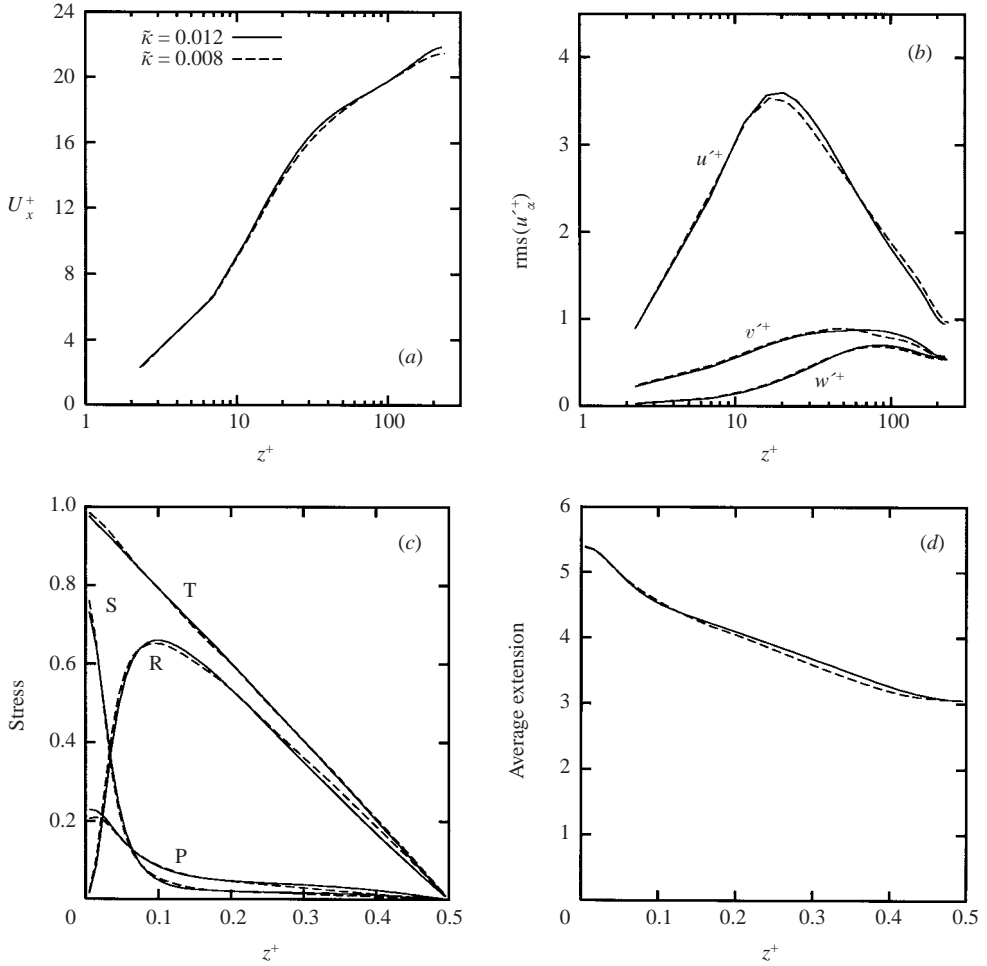 24
20
16
12
8
4
0
U_x^+
κ̃ = 0.012
κ̃ = 0.008
(a)
1
10
100
z^+
4
3
2
1
0
rms(u′_α^+)
(b)
u′^+
v′^+
w′^+
1
10
100
z^+
1.0
0.8
0.6
0.4
0.2
0
Stress
(c)
T
S
R
P
0.1
0.2
0.3
0.4
0.5
z^+
6
5
4
3
2
1
0
Average extension
(d)
0.1
0.2
0.3
0.4
0.5
z^+